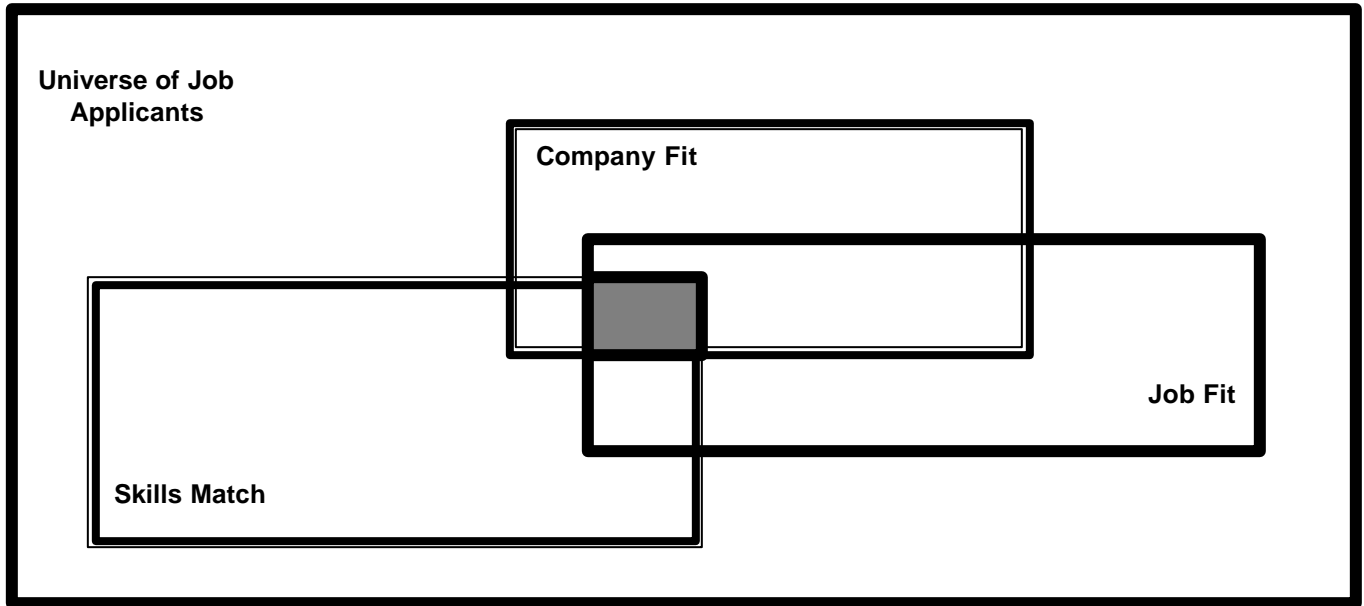 Universe of Job
Applicants
Company Fit
Job Fit
Skills Match